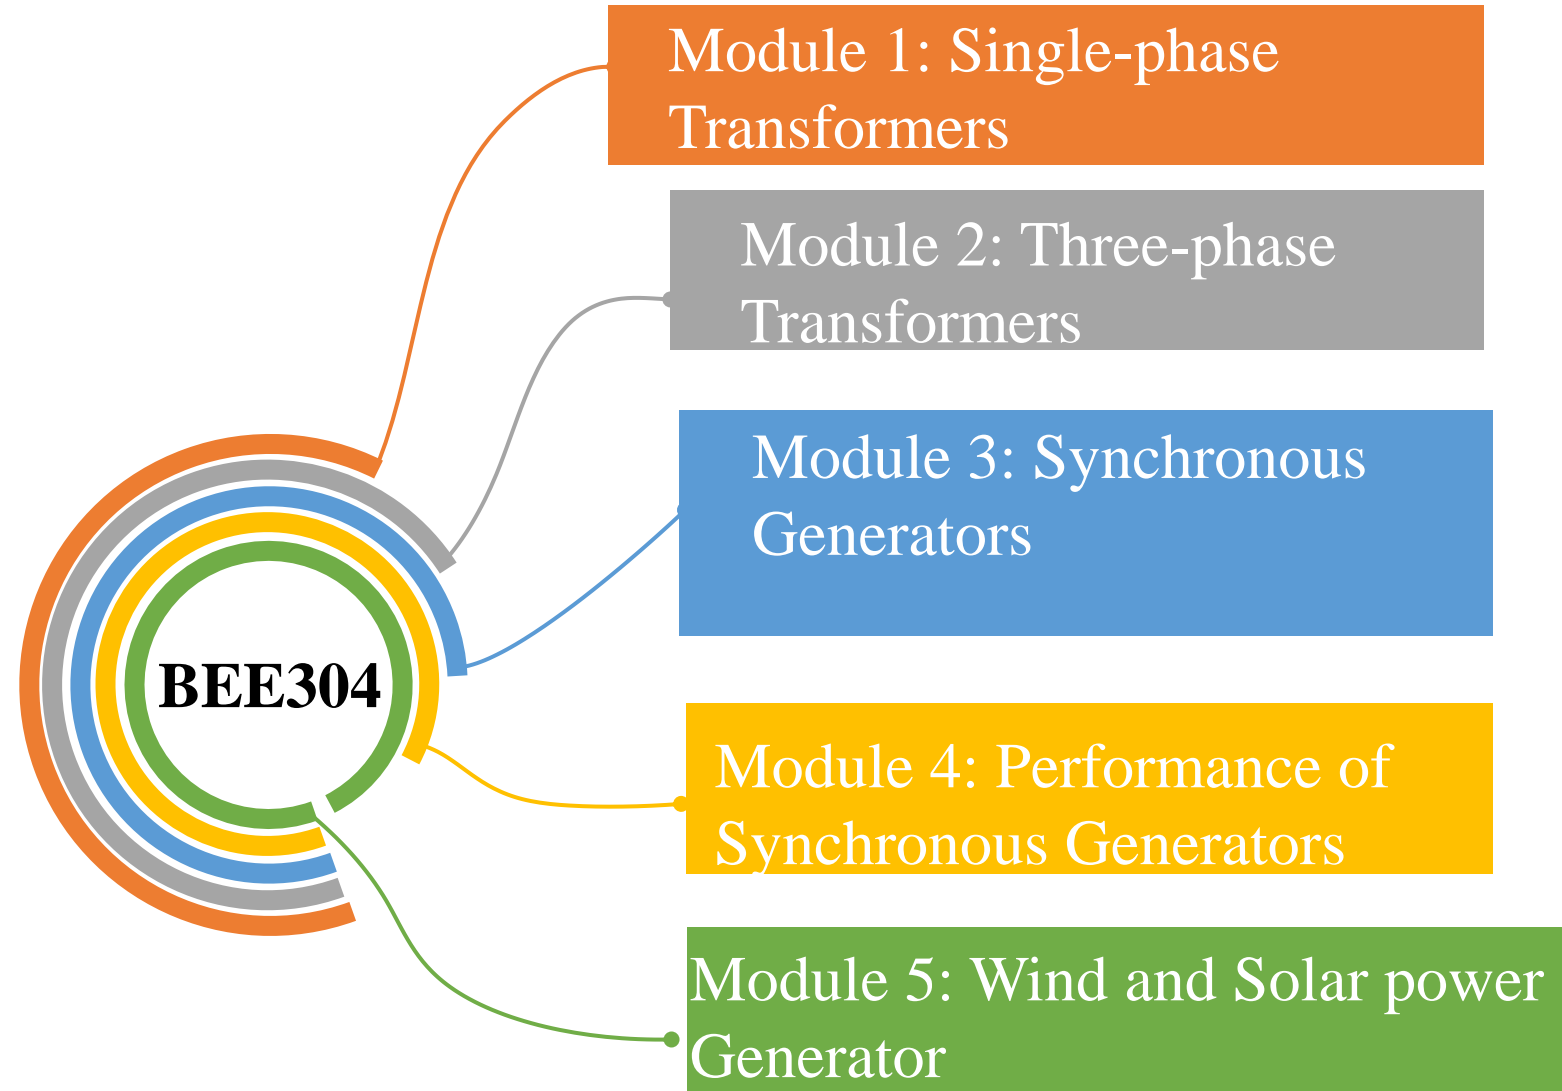 Module 1: Single-phase
Transformers
Module 2: Three-phase
Transformers
Module 3: Synchronous
Generators
BEE304
Module 4: Performance of
Synchronous Generators
Module 5: Wind and Solar power
Generator